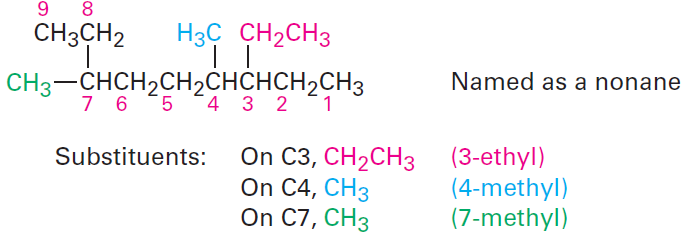 9 8
CH₃CH₂ H₃C CH₂CH₃
CH₃—CHCH₂CH₂CHCHCH₂CH₃ Named as a nonane
7 6 5 4 3 2 1
Substituents: On C3, CH₂CH₃ (3-ethyl)
On C4, CH₃ (4-methyl)
On C7, CH₃ (7-methyl)